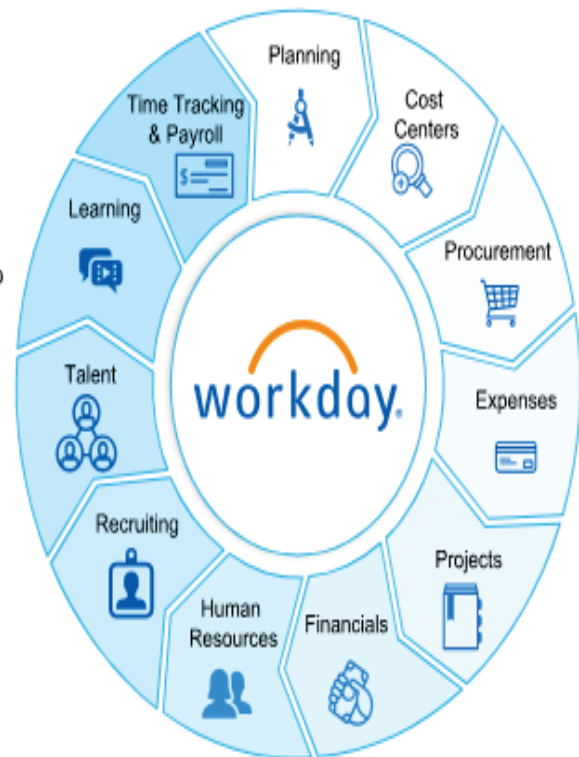 Planning
Cost
Centers
Procurement
Expenses
Projects
Financials
Human
Resources
Recruiting
Talent
Learning
Time Tracking
& Payroll
$
workday®